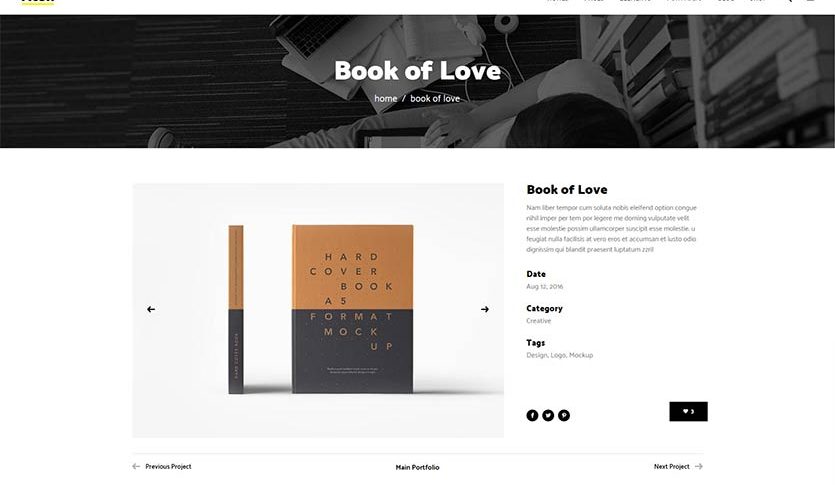 Book of Love
home / book of love
Book of Love
Nam liber tempor cum soluta nobis eleifend option congue
nihil imper per tem por legere me doming vulputate velit
esse molestie possim ullamcorper suscipit esse molestie. u
feugiat nulla facilisis at vero eros et accumsan et iusto odio
dignissim qui blandit praesent luptatum zzril
HARD
COVER
BOOK
A5
FORMAT
MOCK
UP
Date
Aug 12, 2016
Category
Creative
Tags
Design, Logo, Mockup
3
Previous Project
Main Portfolio
Next Project